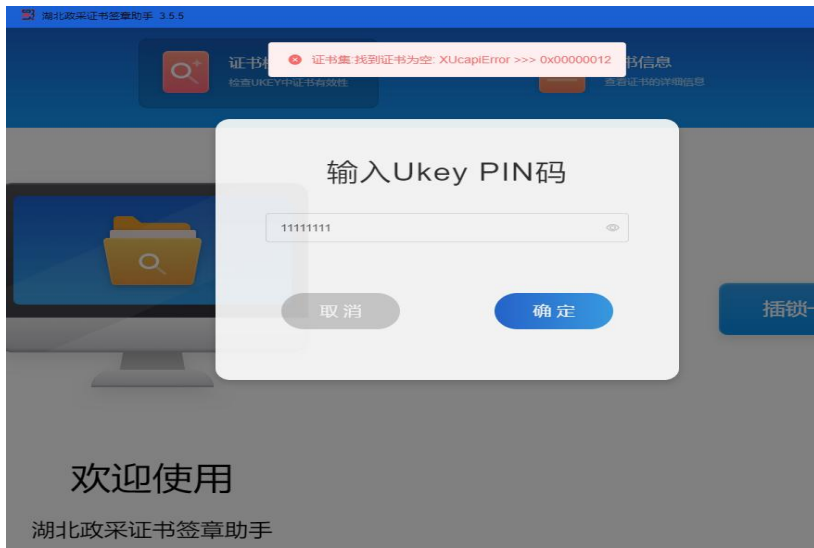 湖北政采证书签章助手 3.5.5
证书集:找到证书为空: XUcapiError >>> 0x00000012
证书
书信息
检查UKEY中证书有效性
查看证书的详细信息
输入Ukey PIN码
11111111
取消
确定
插锁
欢迎使用
湖北政采证书签章助手